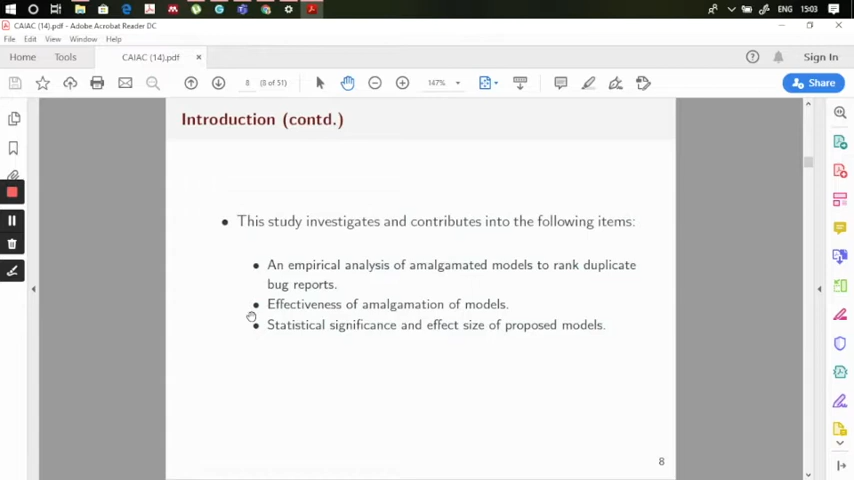 ENG 15:03
CAIAC (14).pdf - Adobe Acrobat Reader DC
File Edit View Window Help
Home Tools CAIAC (14).pdf × Sign In
8 (8 of 51) 147% Share
Introduction (contd.)
• This study investigates and contributes into the following items:
• An empirical analysis of amalgamated models to rank duplicate
bug reports.
• Effectiveness of amalgamation of models.
• Statistical significance and effect size of proposed models.
8